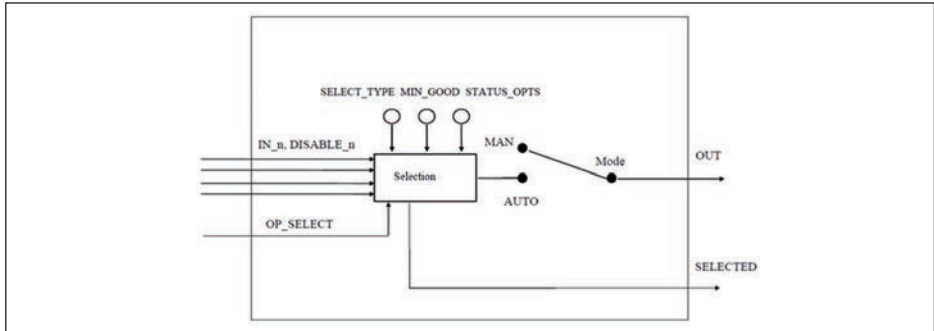 SELECT_TYPE MIN_GOOD STATUS_OPTS
IN_n, DISABLE_n
MAN
Mode
OUT
Selection
AUTO
OP_SELECT
SELECTED